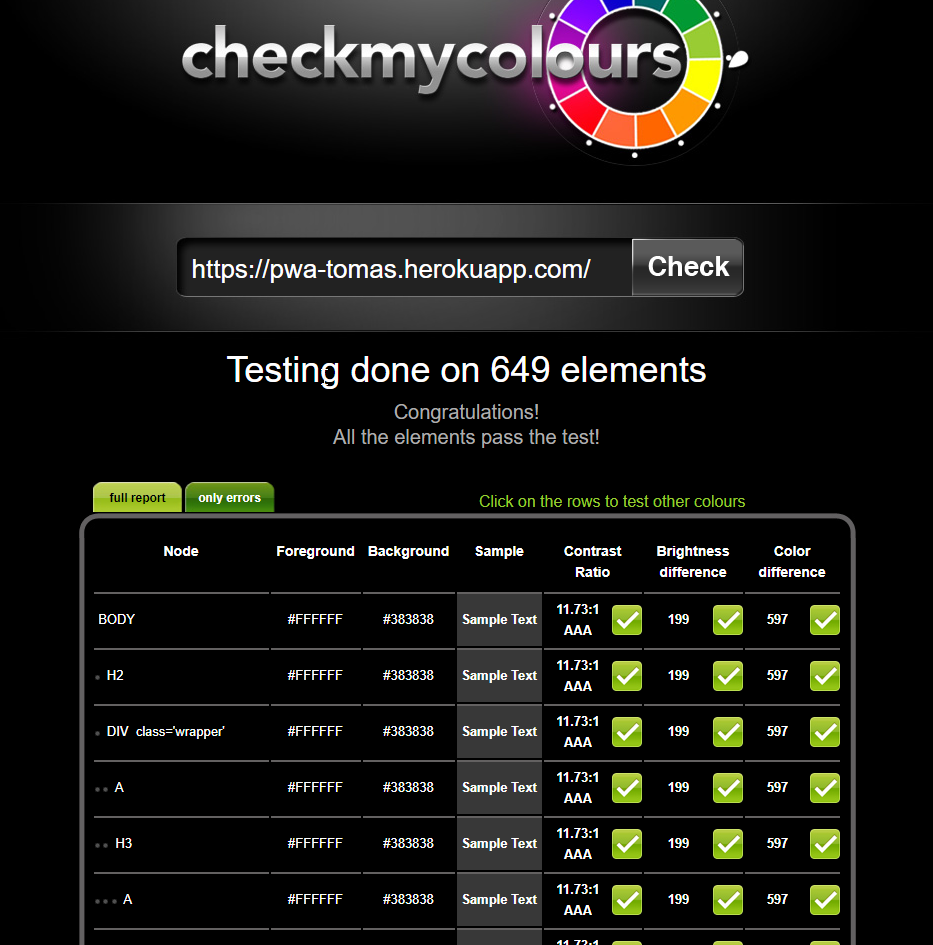 checkmycolours
https://pwa-tomas.herokuapp.com/ Check
Testing done on 649 elements
Congratulations!
All the elements pass the test!
full report only errors Click on the rows to test other colours
Node Foreground Background Sample Contrast Ratio Brightness difference Color difference
BODY #FFFFFF #383838 Sample Text 11.73:1 AAA 199 597
H2 #FFFFFF #383838 Sample Text 11.73:1 AAA 199 597
DIV class='wrapper' #FFFFFF #383838 Sample Text 11.73:1 AAA 199 597
A #FFFFFF #383838 Sample Text 11.73:1 AAA 199 597
H3 #FFFFFF #383838 Sample Text 11.73:1 AAA 199 597
A #FFFFFF #383838 Sample Text 11.73:1 AAA 199 597